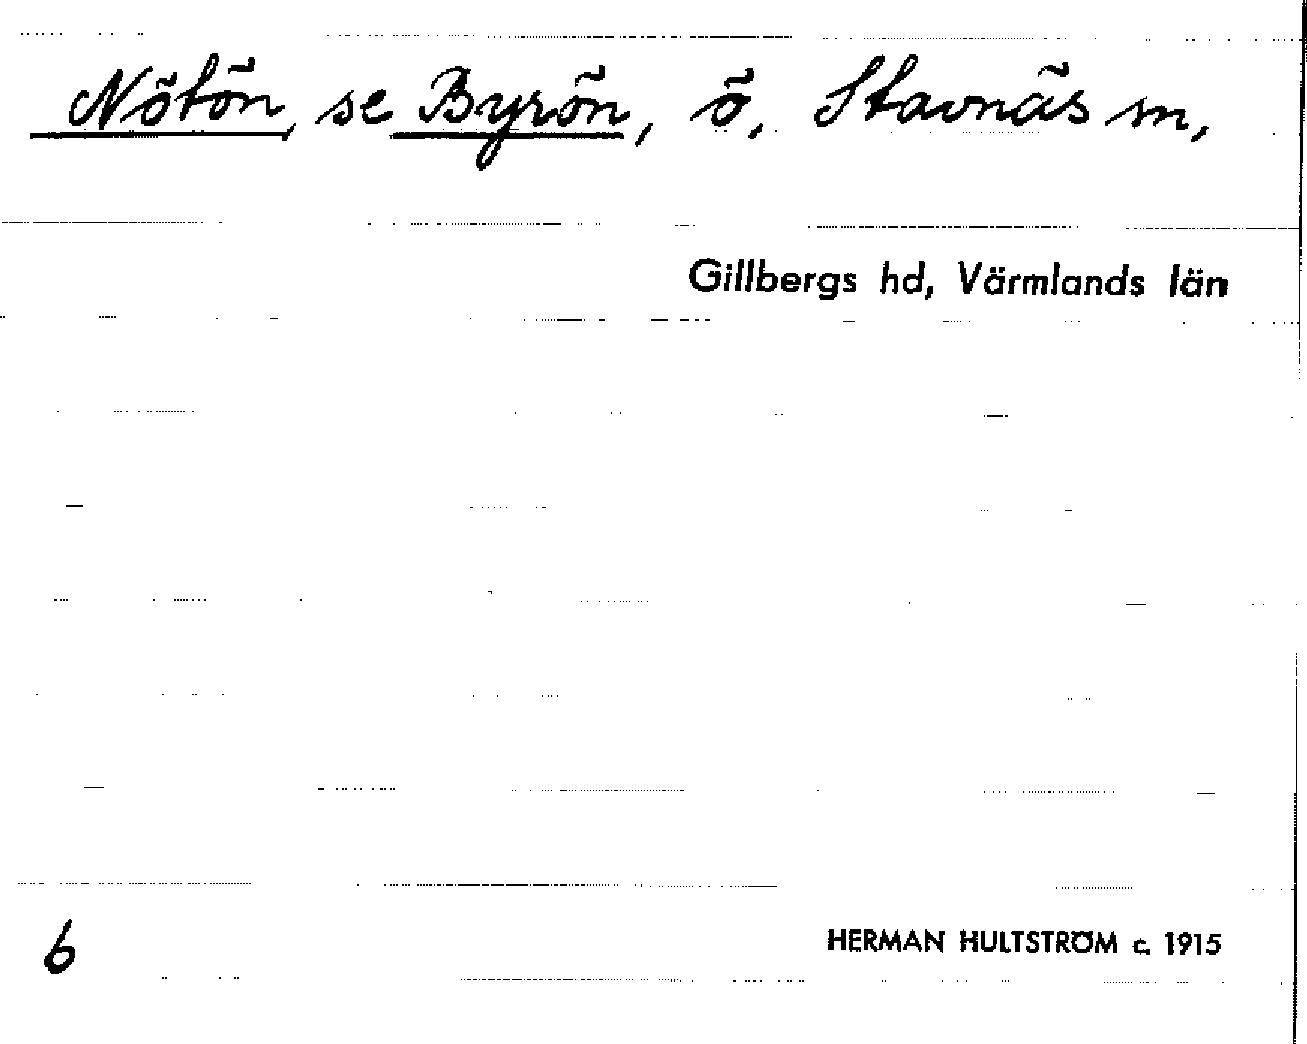 Nötön, se Byrön, ö, Stavnäs sn,
Gillbergs hd, Värmlands län
6
HERMAN HULTSTRÖM c. 1915